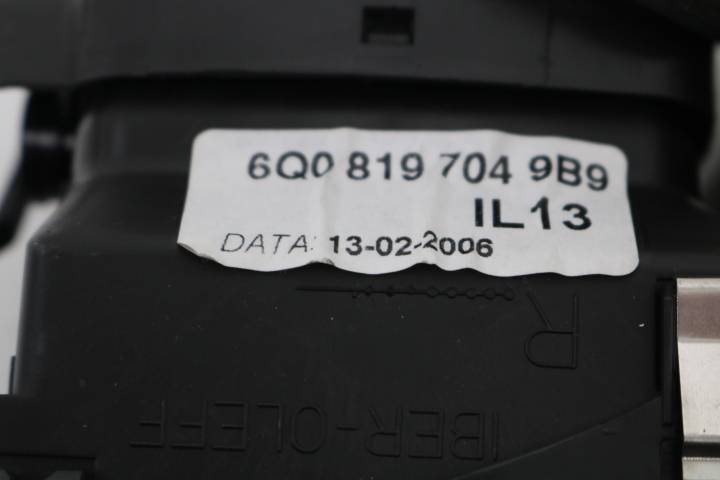 6Q0 819 704 9B9
IL13
DATA: 13-02-2006
R
IBER-OLEFF